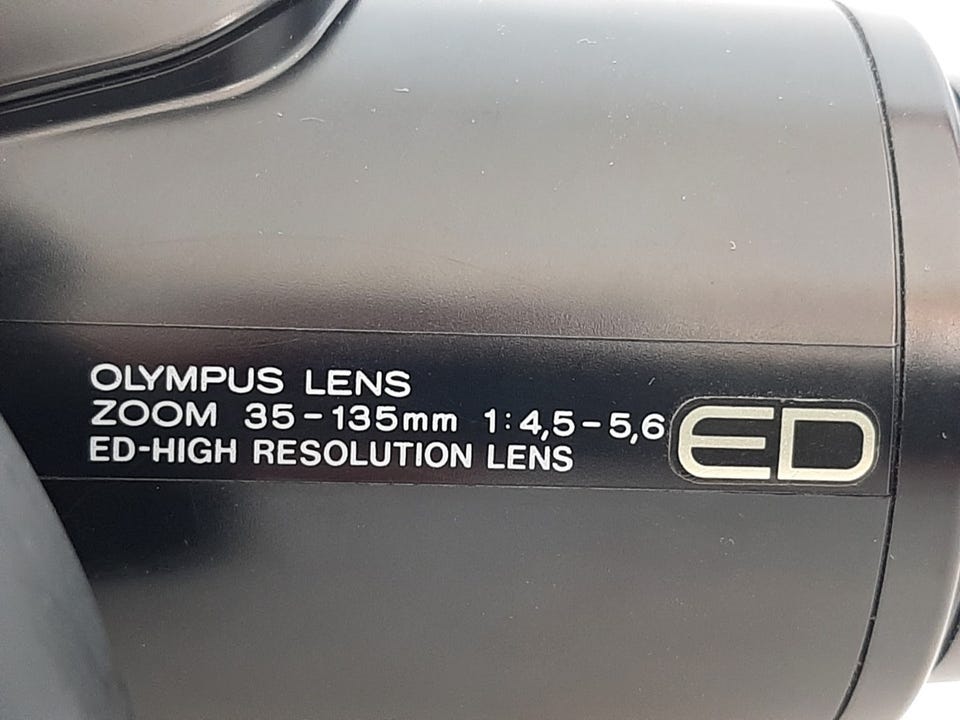 OLYMPUS LENS
ZOOM 35-135mm 1:4,5-5,6
ED-HIGH RESOLUTION LENS
ED